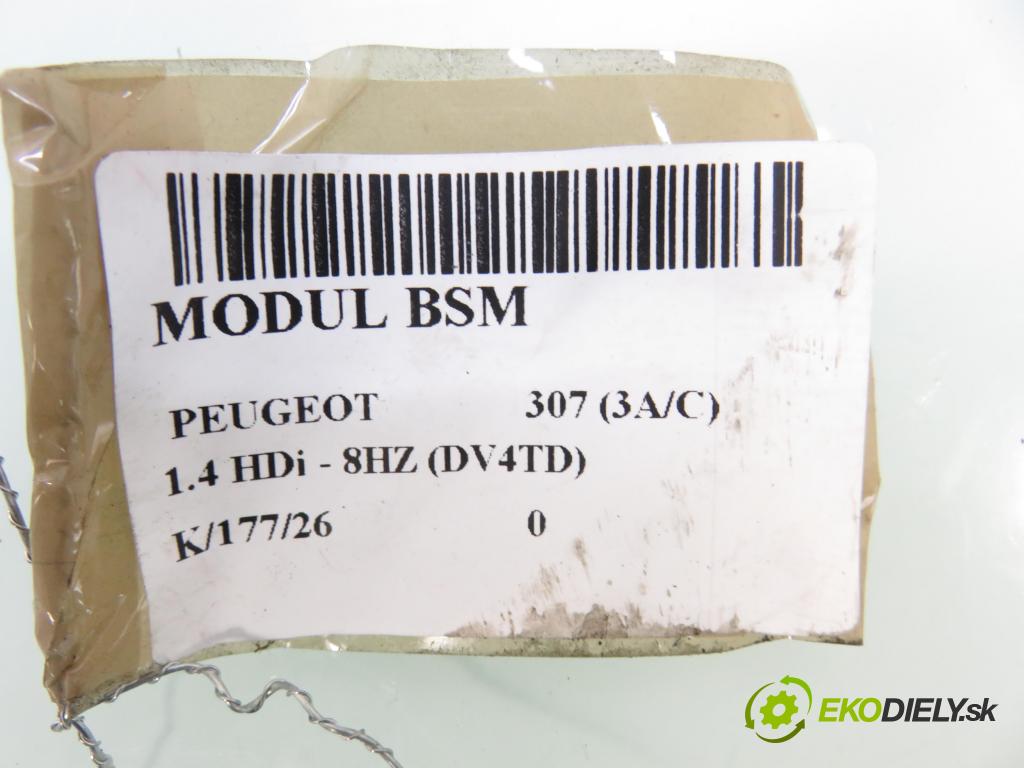 MODUL BSM
PEUGEOT 307 (3A/C)
1.4 HDi - 8HZ (DV4TD)
K/177/26 0
EKODIELY.sk